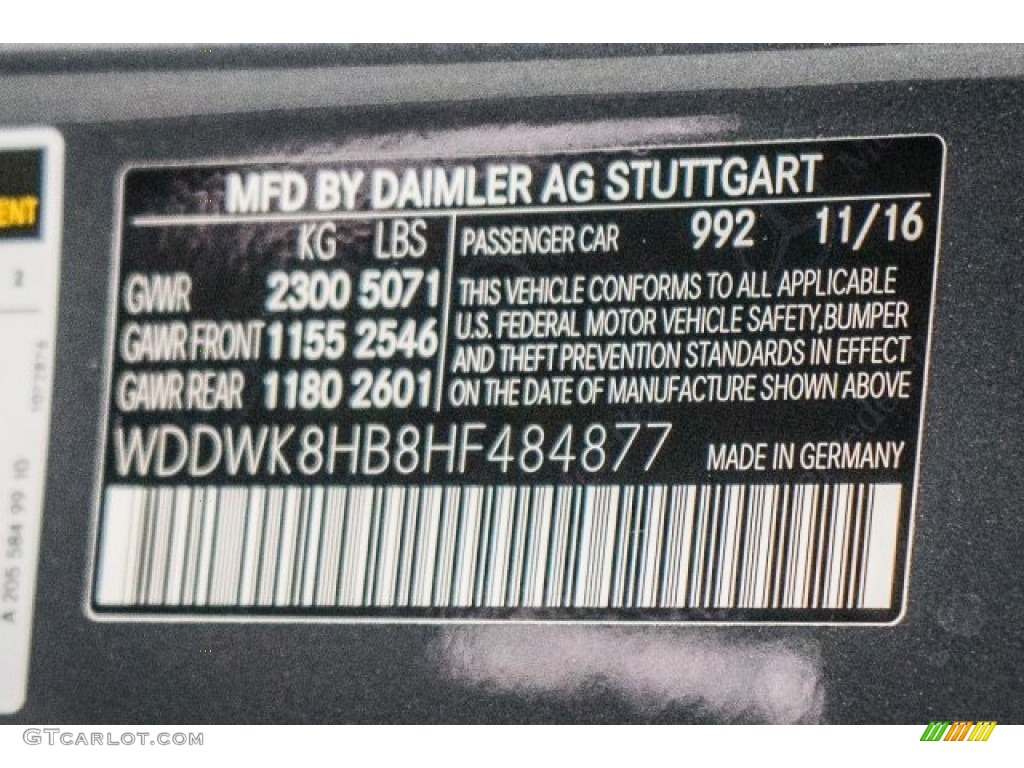 MFD BY DAIMLER AG STUTTGART
KG LBS
GVWR 2300 5071
GAWR FRONT 1155 2546
GAWR REAR 1180 2601
PASSENGER CAR 992 11/16
THIS VEHICLE CONFORMS TO ALL APPLICABLE
U.S. FEDERAL MOTOR VEHICLE SAFETY,BUMPER
AND THEFT PREVENTION STANDARDS IN EFFECT
ON THE DATE OF MANUFACTURE SHOWN ABOVE
WDDWK8HB8HF484877 MADE IN GERMANY
A 205 584 99 10
GTCARLOT.COM